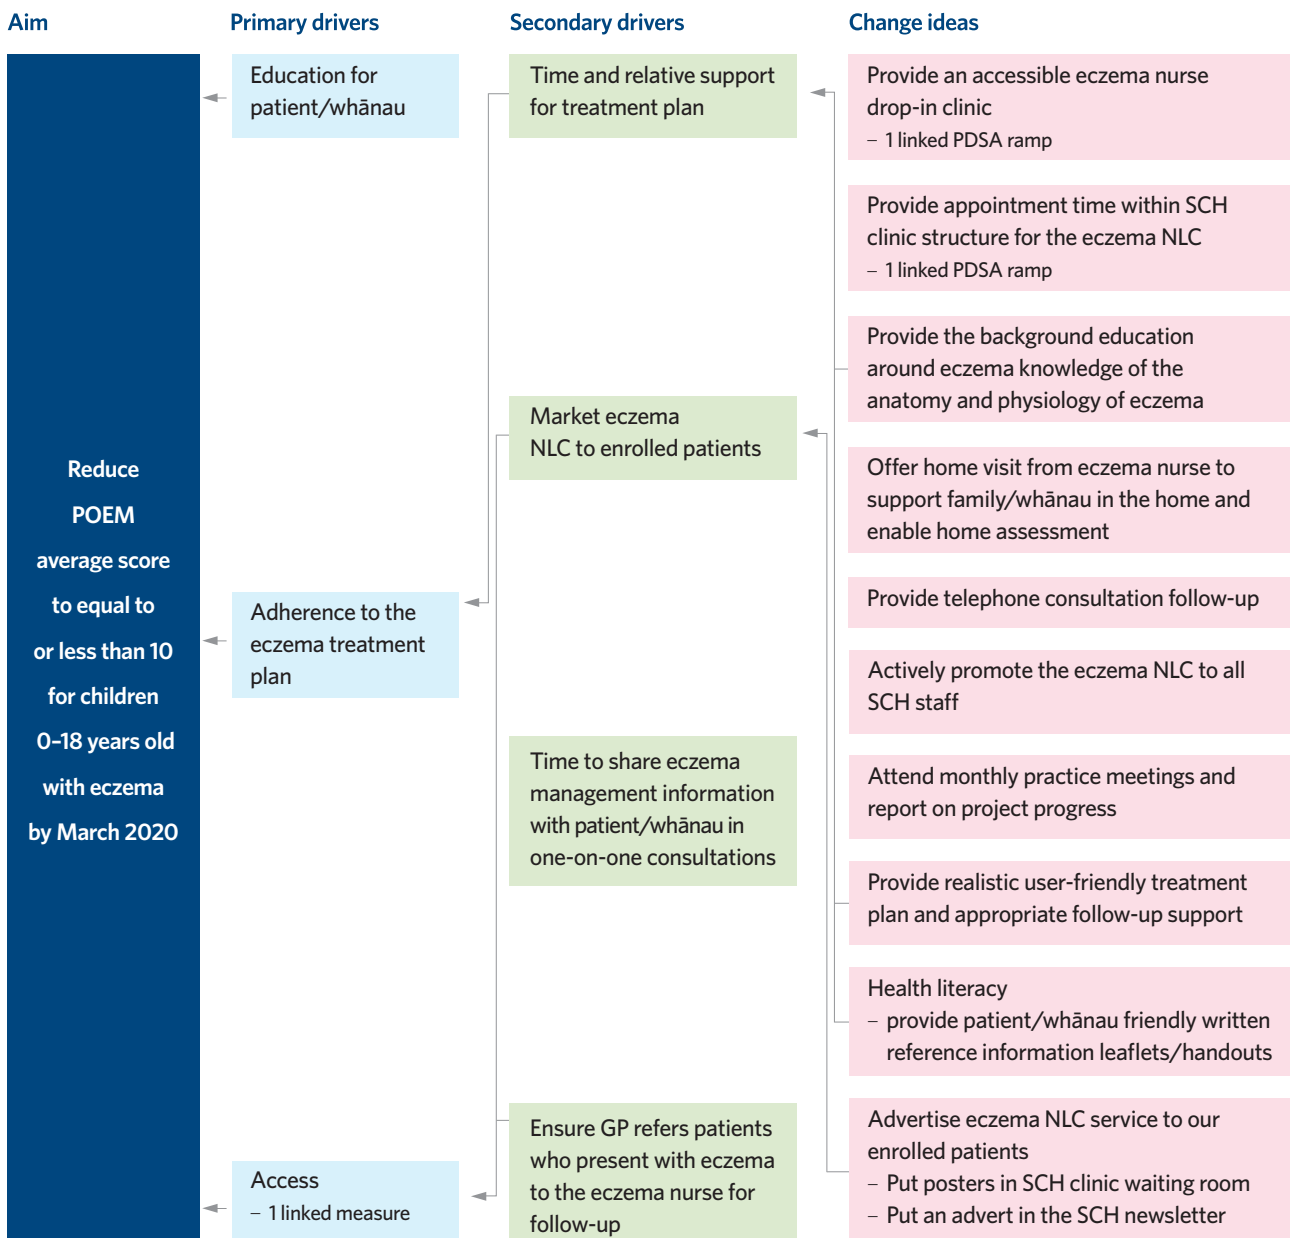 Aim
Primary drivers
Secondary drivers
Change ideas
Reduce
POEM
average score
to equal to
or less than 10
for children
0–18 years old
with eczema
by March 2020
Education for
patient/whānau
Adherence to the
eczema treatment
plan
Access
– 1 linked measure
Time and relative support
for treatment plan
Market eczema
NLC to enrolled patients
Time to share eczema
management information
with patient/whānau in
one-on-one consultations
Ensure GP refers patients
who present with eczema
to the eczema nurse for
follow-up
Provide an accessible eczema nurse
drop-in clinic
– 1 linked PDSA ramp
Provide appointment time within SCH
clinic structure for the eczema NLC
– 1 linked PDSA ramp
Provide the background education
around eczema knowledge of the
anatomy and physiology of eczema
Offer home visit from eczema nurse to
support family/whānau in the home and
enable home assessment
Provide telephone consultation follow-up
Actively promote the eczema NLC to all
SCH staff
Attend monthly practice meetings and
report on project progress
Provide realistic user-friendly treatment
plan and appropriate follow-up support
Health literacy
– provide patient/whānau friendly written
reference information leaflets/handouts
Advertise eczema NLC service to our
enrolled patients
– Put posters in SCH clinic waiting room
– Put an advert in the SCH newsletter